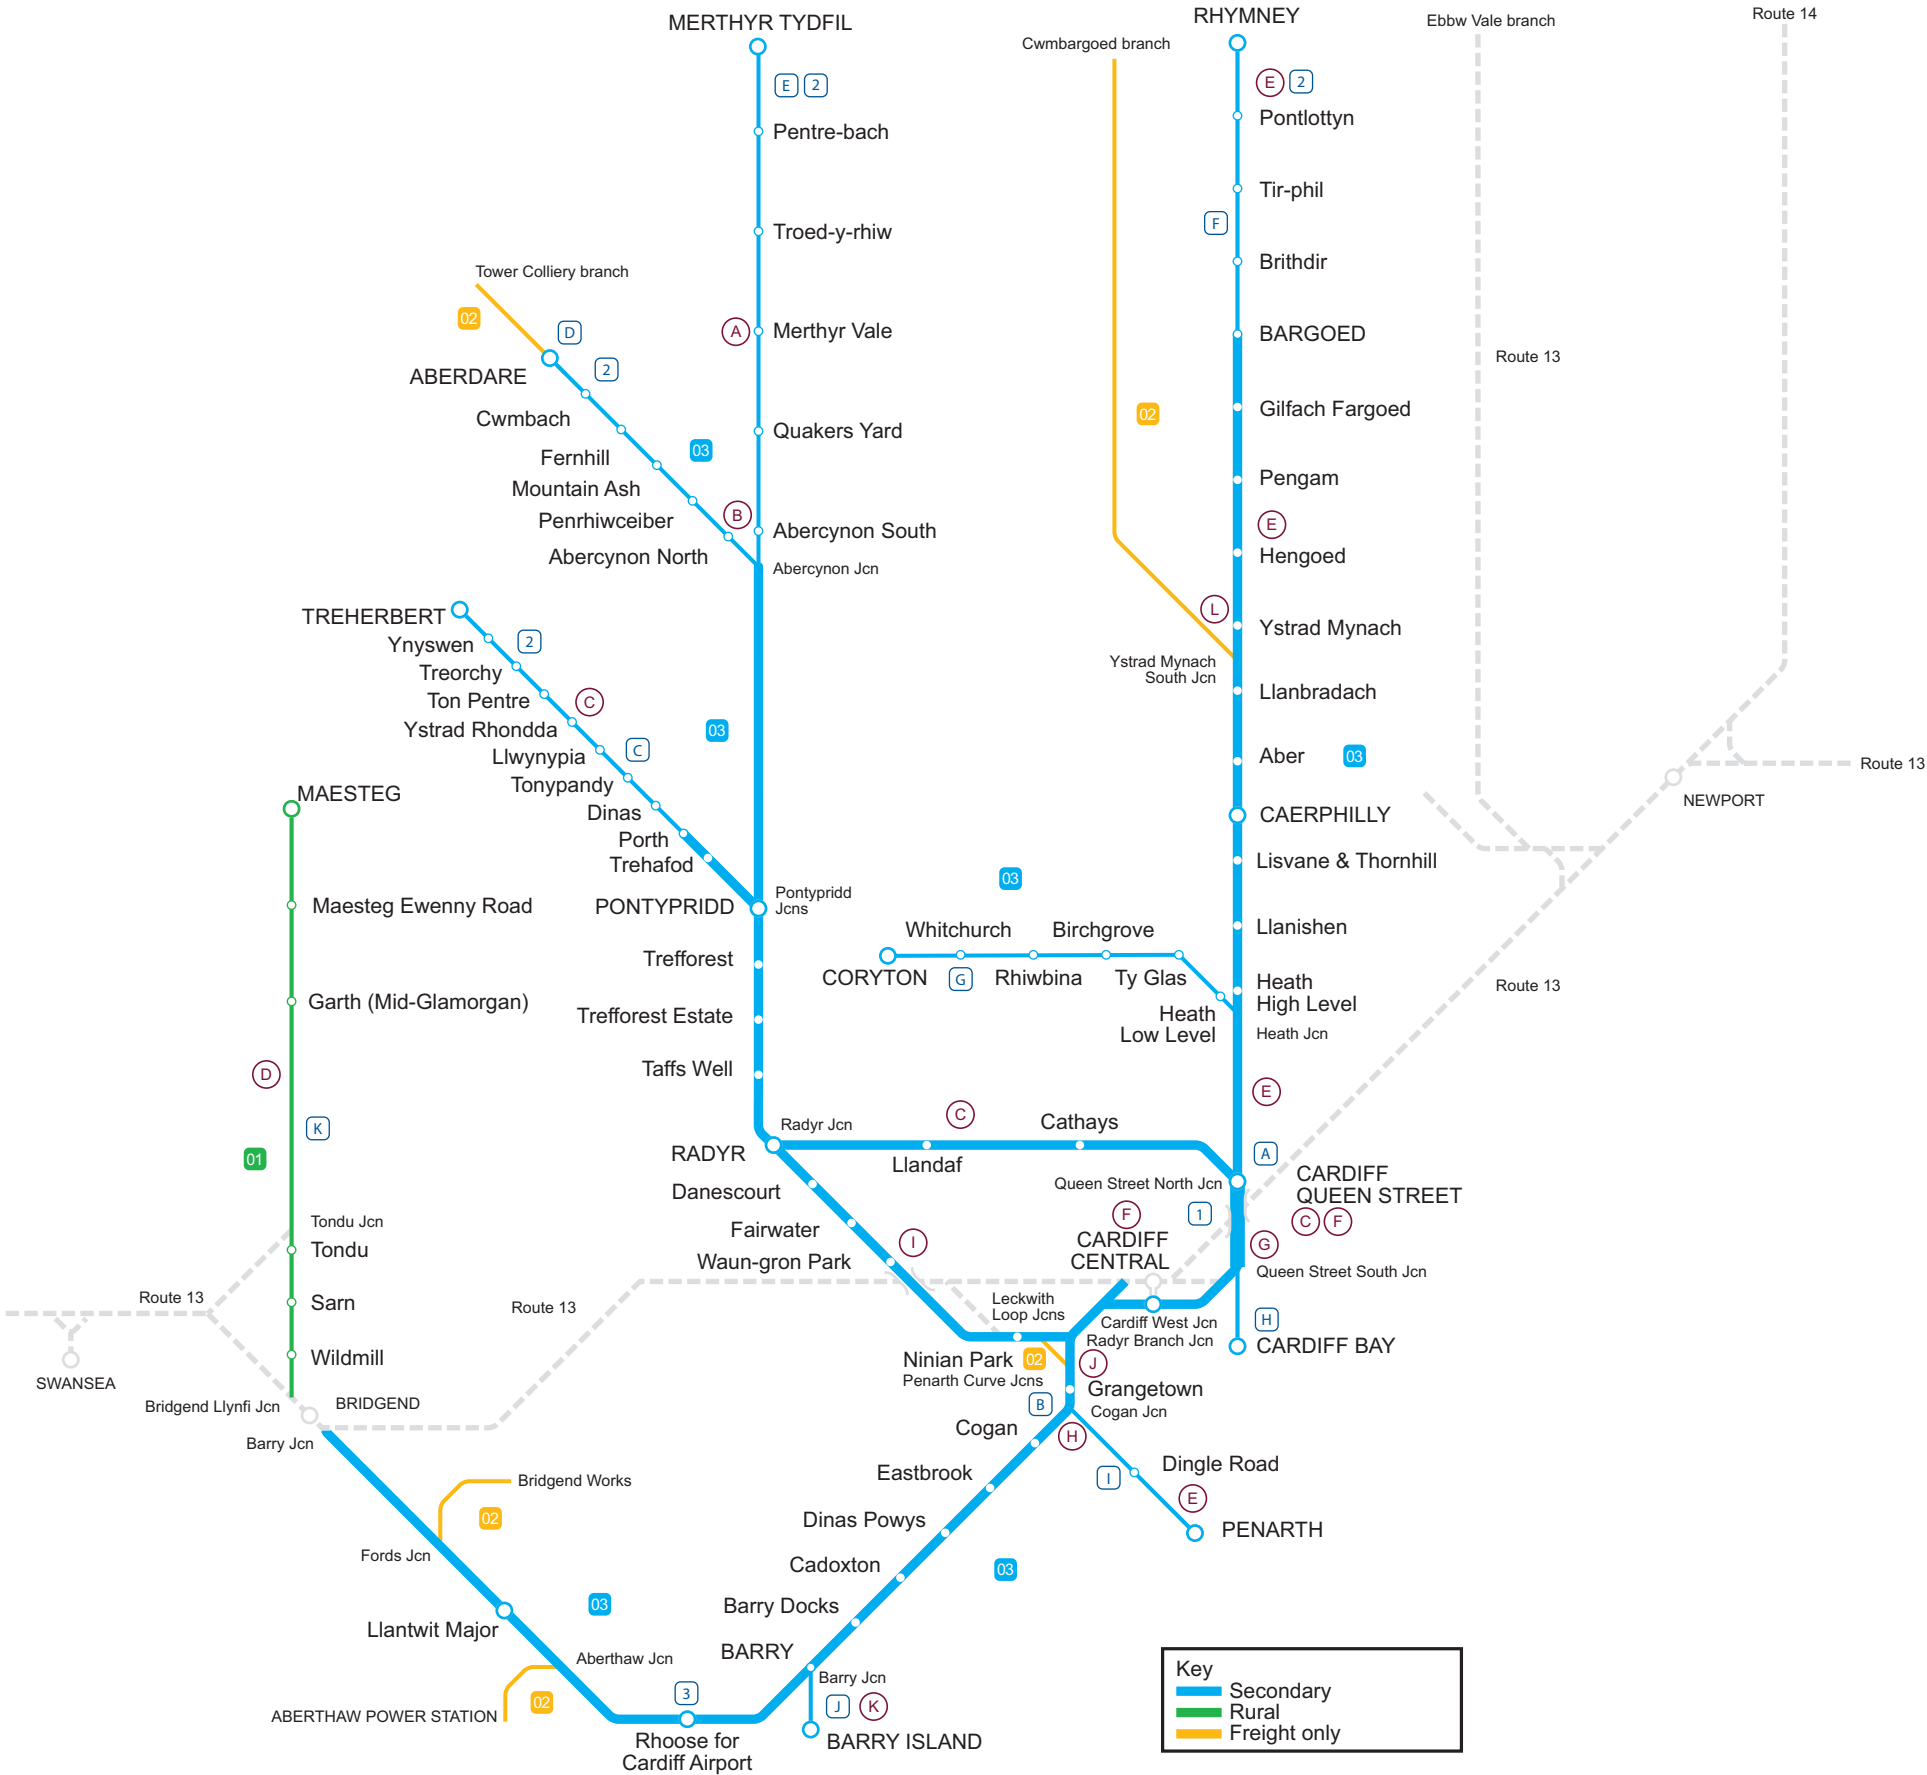 MERTHYR TYDFIL
RHYMNEY
Ebbw Vale branch
Route 14
Cwmbargoed branch
E
2
E
2
Pontlottyn
Pentre-bach
Tir-phil
F
Troed-y-rhiw
Brithdir
Tower Colliery branch
02
D
A
Merthyr Vale
BARGOED
Route 13
ABERDARE
2
Cwmbach
02
Gilfach Fargoed
Quakers Yard
03
Fernhill
Pengam
Mountain Ash
Penrhiwceiber
B
Abercynon South
E
Hengoed
Abercynon North
Abercynon Jcn
TREHERBERT
L
Ystrad Mynach
Ynyswen
2
Ystrad Mynach
South Jcn
Treorchy
Llanbradach
Ton Pentre
C
Ystrad Rhondda
03
Llwynypia
C
Aber
03
Route 13
Tonypandy
MAESTEG
NEWPORT
Dinas
CAERPHILLY
Porth
Trehafod
Lisvane & Thornhill
03
Pontypridd
Jcns
PONTYPRIDD
Maesteg Ewenny Road
Whitchurch
Birchgrove
Llanishen
Trefforest
CORYTON
G
Rhiwbina
Ty Glas
Heath
High Level
Route 13
Garth (Mid-Glamorgan)
Trefforest Estate
Heath
Low Level
Heath Jcn
Taffs Well
D
E
K
Radyr Jcn
C
Cathays
01
RADYR
Llandaf
A
Danescourt
Queen Street North Jcn
CARDIFF
QUEEN STREET
Tondu Jcn
Fairwater
F
1
C
F
Tondu
Waun-gron Park
I
CARDIFF
CENTRAL
G
Queen Street South Jcn
Route 13
Sarn
Route 13
Leckwith
Loop Jcns
Cardiff West Jcn
H
Radyr Branch Jcn
CARDIFF BAY
Wildmill
Ninian Park
02
J
SWANSEA
Penarth Curve Jcns
Grangetown
Bridgend Llynfi Jcn
BRIDGEND
B
Cogan Jcn
Barry Jcn
Cogan
H
Eastbrook
I
Dingle Road
Bridgend Works
E
02
Dinas Powys
PENARTH
Fords Jcn
Cadoxton
03
03
Barry Docks
Llantwit Major
BARRY
Aberthaw Jcn
Barry Jcn
Key
Secondary
Rural
Freight only
02
3
J
K
ABERTHAW POWER STATION
Rhoose for
Cardiff Airport
BARRY ISLAND